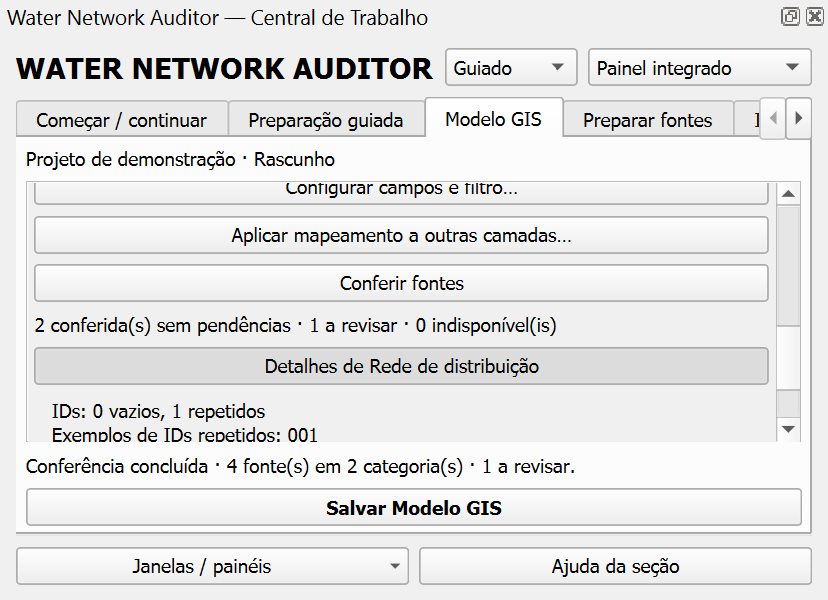 Water Network Auditor — Central de Trabalho
WATER NETWORK AUDITOR
Guiado
Painel integrado
Começar / continuar
Preparação guiada
Modelo GIS
Preparar fontes
Projeto de demonstração · Rascunho
Configurar campos e filtro...
Aplicar mapeamento a outras camadas...
Conferir fontes
2 conferida(s) sem pendências · 1 a revisar · 0 indisponível(is)
Detalhes de Rede de distribuição
IDs: 0 vazios, 1 repetidos
Exemplos de IDs repetidos: 001
Conferência concluída · 4 fonte(s) em 2 categoria(s) · 1 a revisar.
Salvar Modelo GIS
Janelas / painéis
Ajuda da seção